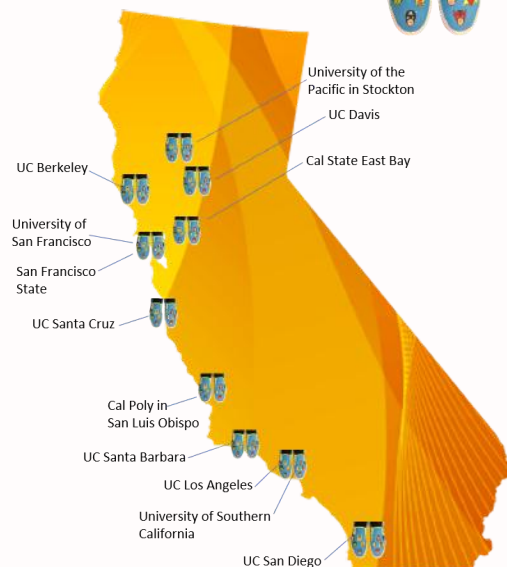 University of the
Pacific in Stockton
UC Davis
Cal State East Bay
UC Berkeley
University of
San Francisco
San Francisco
State
UC Santa Cruz
Cal Poly in
San Luis Obispo
UC Santa Barbara
UC Los Angeles
University of Southern
California
UC San Diego